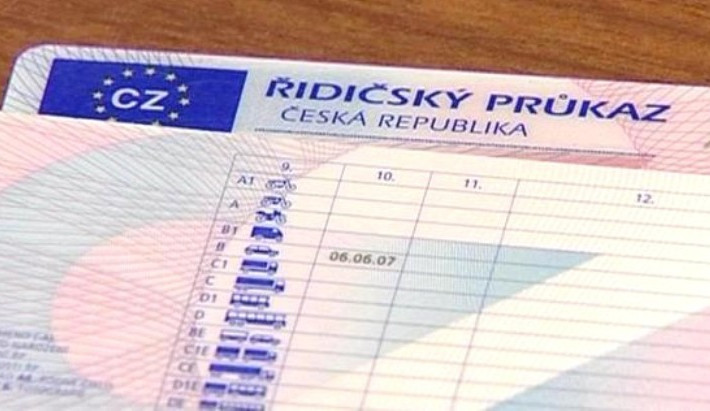 CZ
ŘIDIČSKÝ PRŮKAZ
ČESKÁ REPUBLIKA
9. 10. 11. 12.
A1
A
B1
B 06.06.07
C1
C
D1
D
BE
C1E
CE
D1E
DE